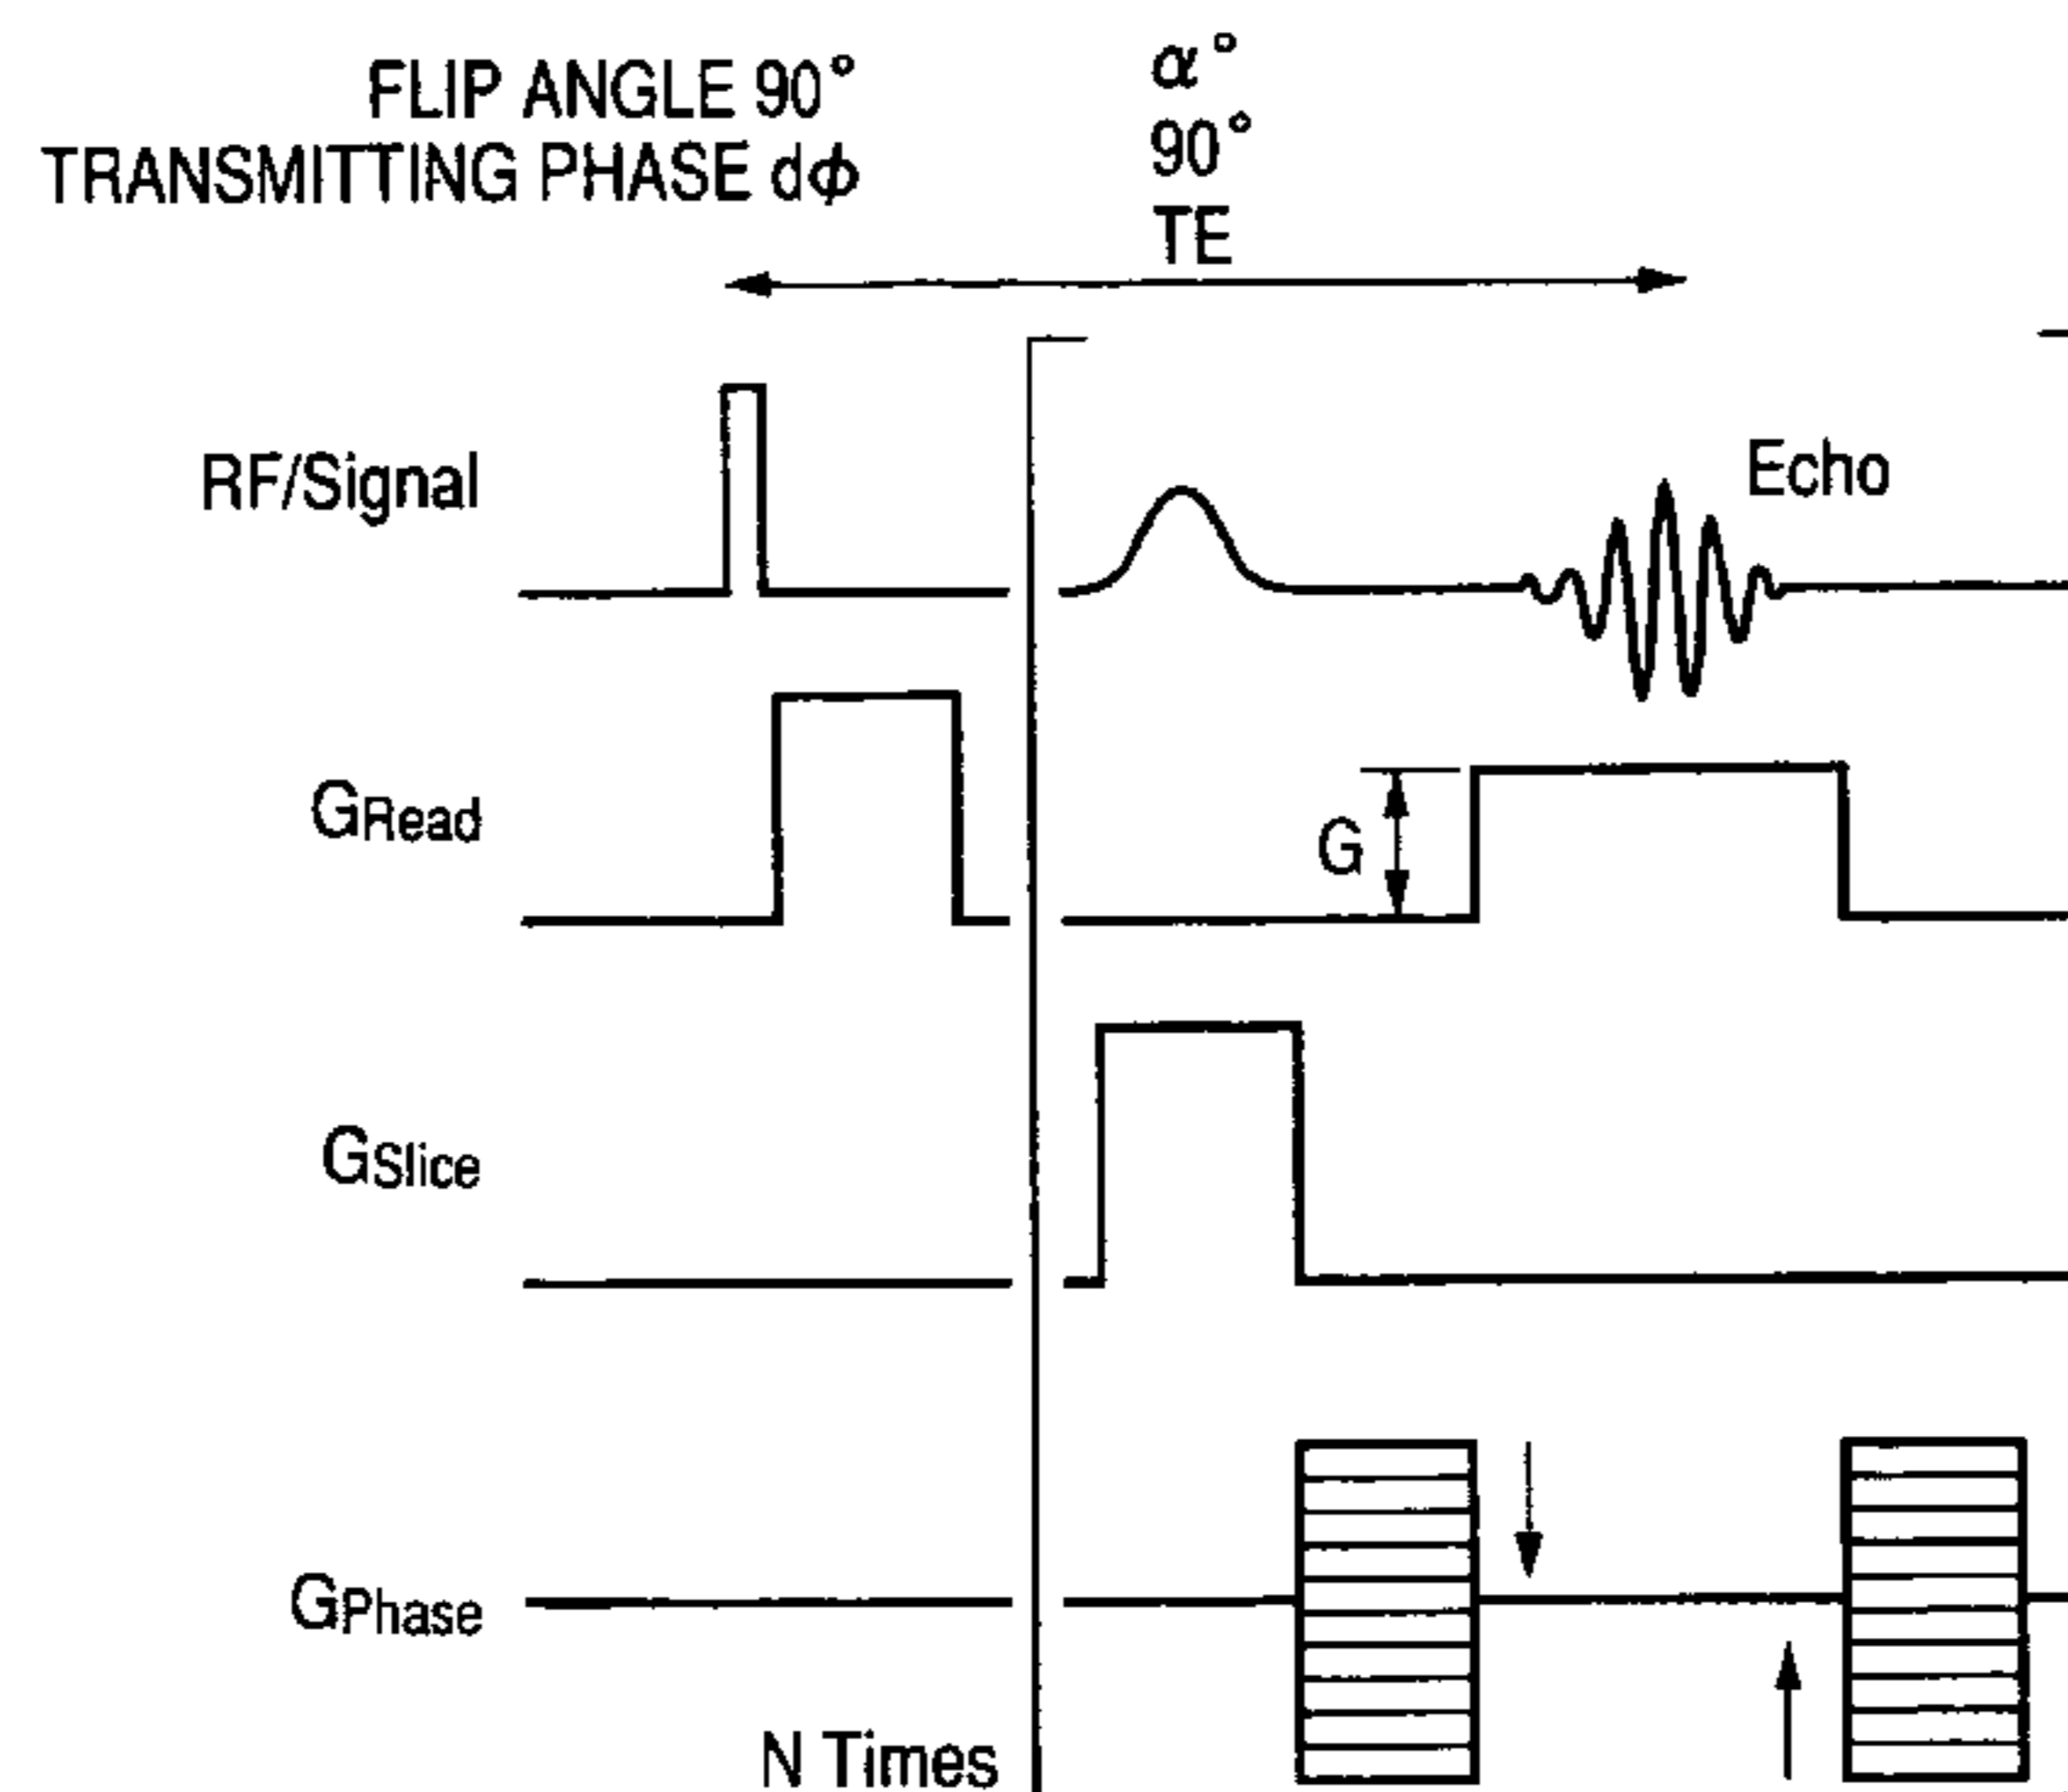 FLIP ANGLE 90° α°
TRANSMITTING PHASE dϕ 90°
TE
RF/Signal
Echo
GRead
G
GSlice
GPhase
N Times